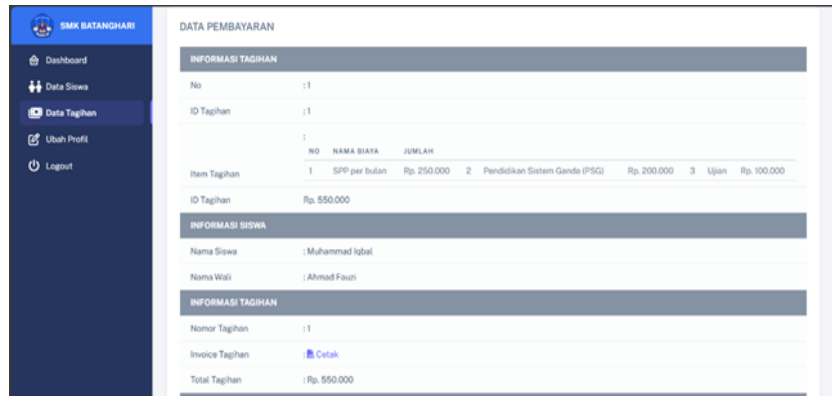 SMK BATANGHARI
Dashboard
Data Siswa
Data Tagihan
Ubah Profil
Logout
DATA PEMBAYARAN
INFORMASI TAGIHAN
No :1
ID Tagihan :1
:
NO NAMA BIAYA JUMLAH
Item Tagihan 1 SPP per bulan Rp. 250.000 2 Pendidikan Sistem Ganda (PSG) Rp. 200.000 3 Ujian Rp. 100.000
ID Tagihan Rp. 550.000
INFORMASI SISWA
Nama Siswa : Muhammad Iqbal
Nama Wali : Ahmad Fauzi
INFORMASI TAGIHAN
Nomor Tagihan :1
Invoice Tagihan : Cetak
Total Tagihan : Rp. 550.000